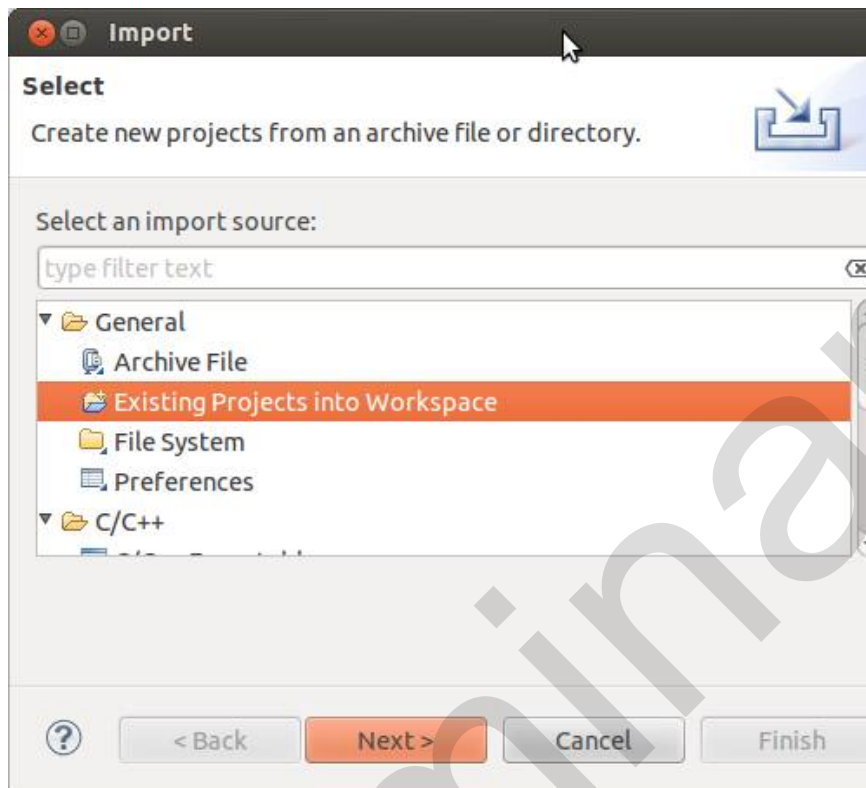 Import
Select
Create new projects from an archive file or directory.
Select an import source:
type filter text
General
Archive File
Existing Projects into Workspace
File System
Preferences
C/C++
?
< Back
Next >
Cancel
Finish